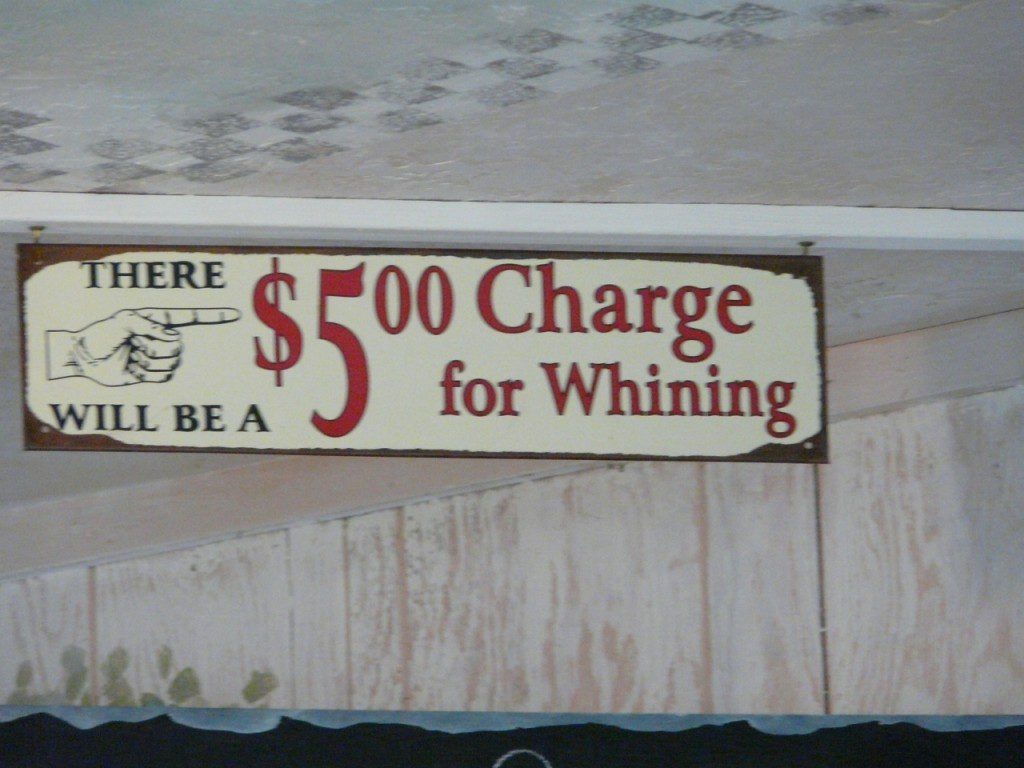 THERE
WILL BE A
$500 Charge
for Whining